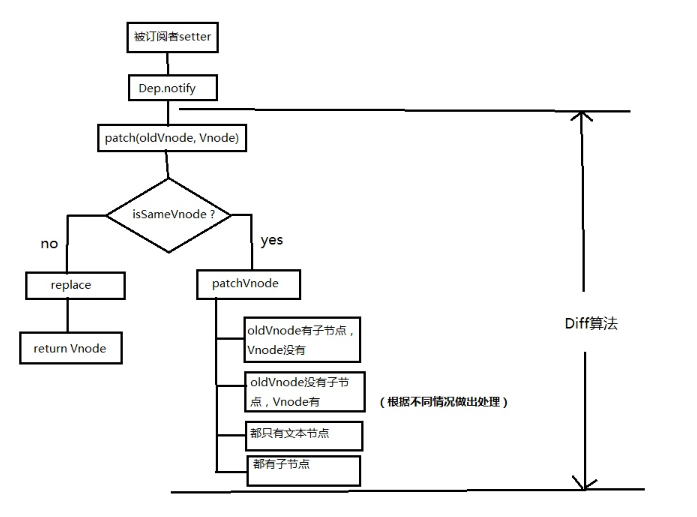 被订阅者setter
Dep.notify
patch(oldVnode, Vnode)
isSameVnode ?
no
yes
replace
patchVnode
return Vnode
oldVnode有子节点，
Vnode没有
oldVnode没有子节
点，Vnode有
（根据不同情况做出处理）
都只有文本节点
都有子节点
Diff算法